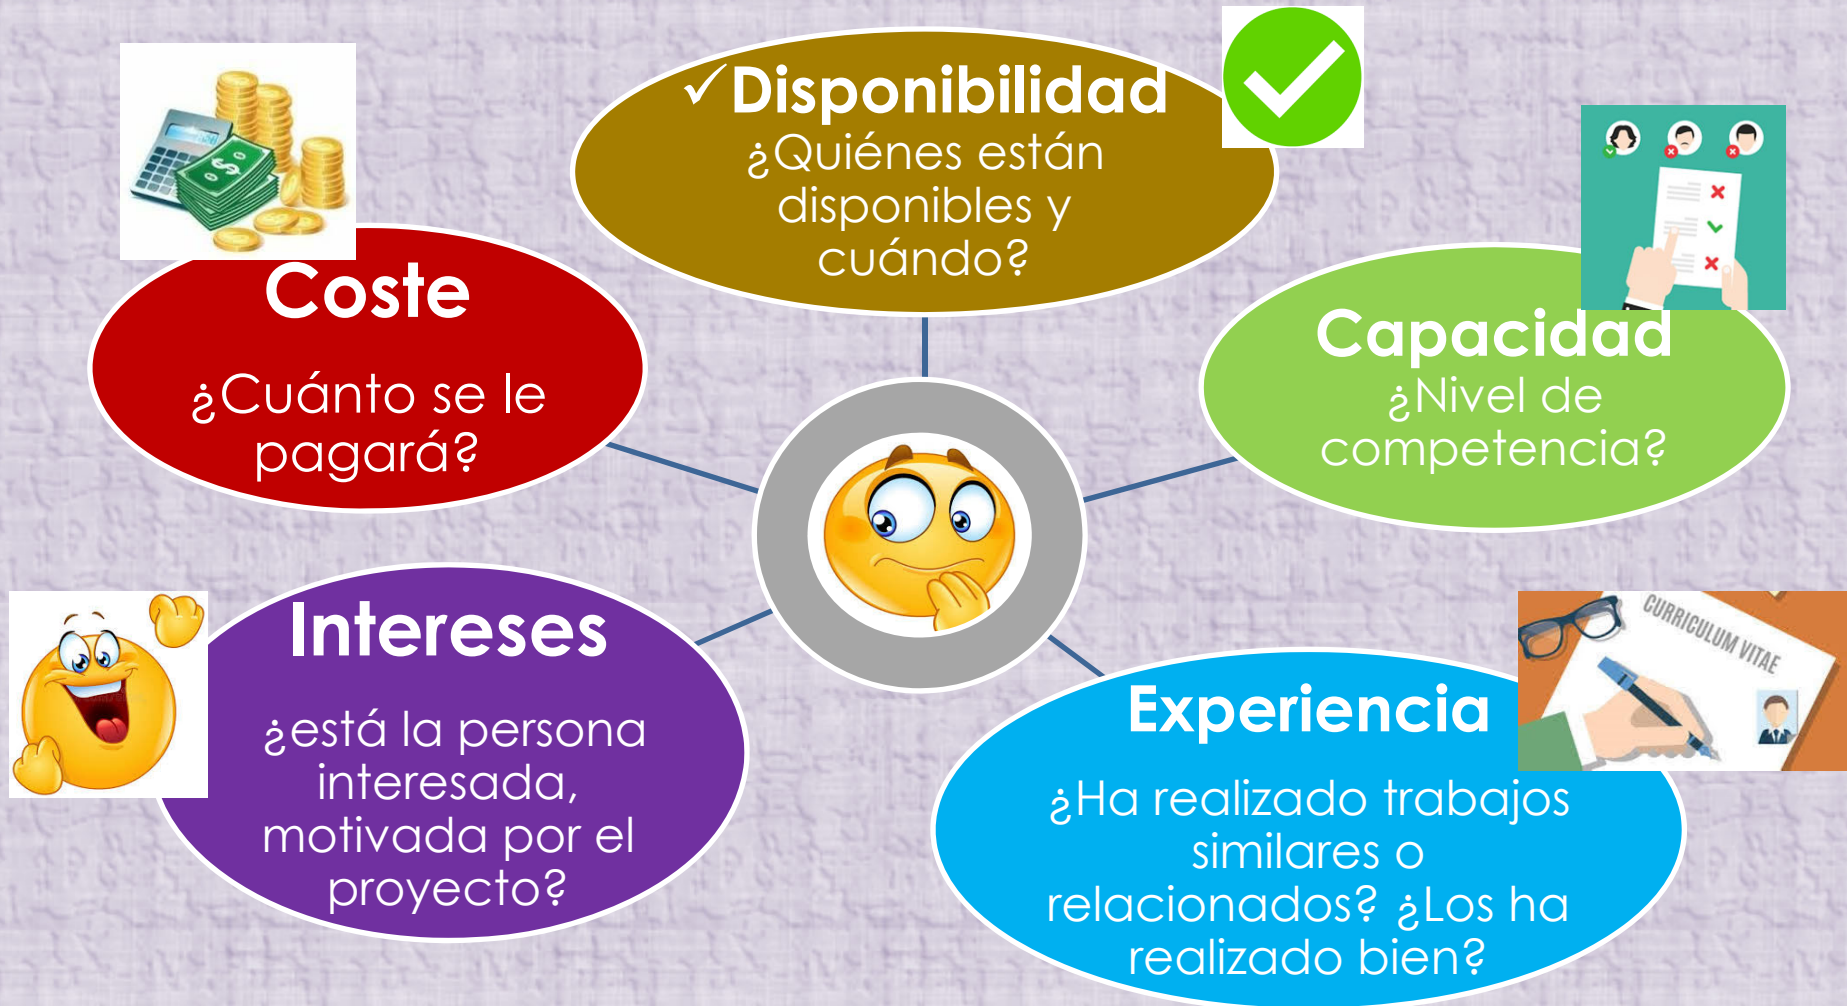 ✓Disponibilidad
¿Quiénes están
disponibles y
cuándo?
Capacidad
¿Nivel de
competencia?
CURRICULUM VITAE
Experiencia
¿Ha realizado trabajos
similares o
relacionados? ¿Los ha
realizado bien?
Intereses
¿está la persona
interesada,
motivada por el
proyecto?
Coste
¿Cuánto se le
pagará?